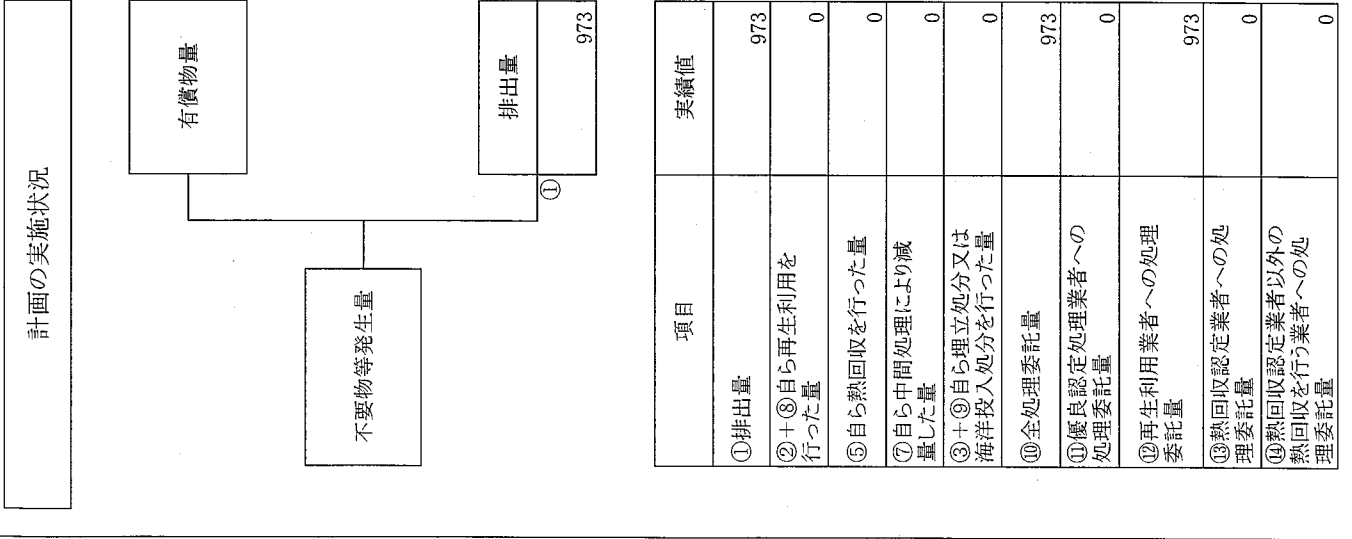 計画の実施状況
有償物量
不要物等発生量
排出量
①
973
項目 実績値
①排出量 973
②+⑧自ら再生利用を
行った量 0
⑤自ら熱回収を行った量 0
⑦自ら中間処理により減
量した量 0
③+⑨自ら埋立処分又は
海洋投入処分を行った量 0
⑩全処理委託量 973
⑪優良認定処理業者への
処理委託量 0
⑫再生利用業者への処理
委託量 973
⑬熱回収認定業者への処
理委託量 0
⑭熱回収認定業者以外の
熱回収を行う業者への処
理委託量 0